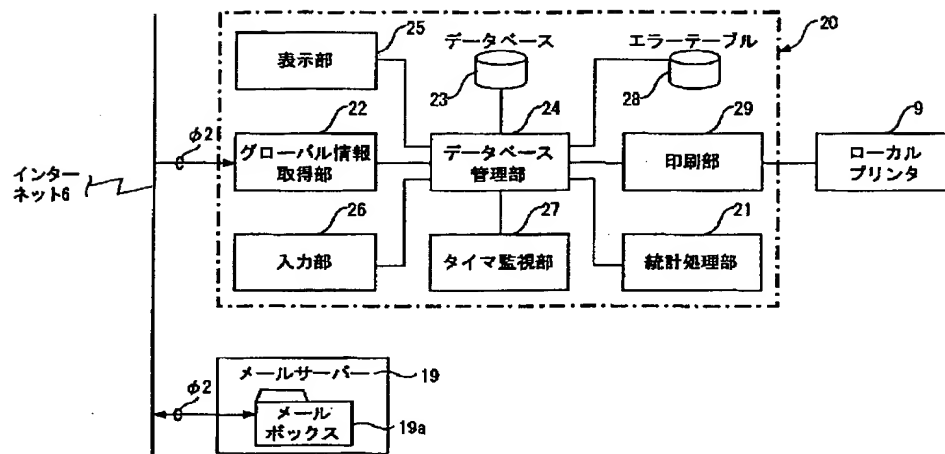 25
表示部
データベース
23
エラーテーブル
28
20
φ2
22
グローバル情報
取得部
24
データベース
管理部
29
印刷部
9
ローカル
プリンタ
インター
ネット6
26
入力部
27
タイマ監視部
21
統計処理部
φ2
メールサーバー
19
メール
ボックス
19a